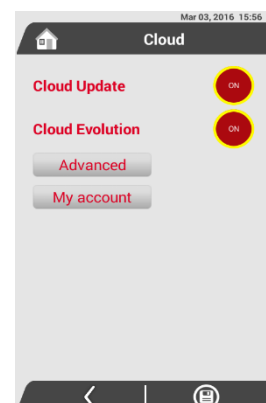 Mar 03, 2016 15:56
Cloud
Cloud Update ON
Cloud Evolution ON
Advanced
My account